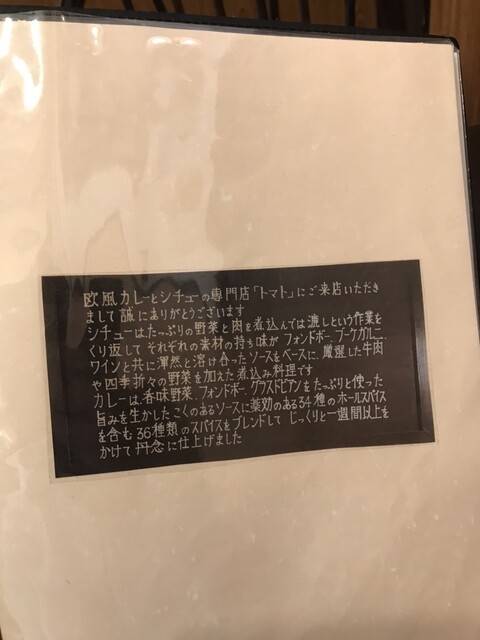 欧風カレーとシチューの専門店「トマト」にご来店いただき
まして誠にありがとうございます
シチューはたっぷりの野菜と肉を煮込んでは漉しという作業を
くり返して それぞれの素材の持ち味が フォンドボー、ブーケガルニ、
ワインと共に渾然と溶け合ったソースをベースに、厳選した牛肉
や四季折々の野菜を加えた煮込み料理です
カレーは、香味野菜、フォンドボー、グラスドビアンをたっぷりと使った
旨みを生かしたこくのあるソースに薬効のある34種のホールスパイス
を含む 36種類のスパイスをブレンドして じっくりと一週間以上を
かけて 丹念に仕上げました